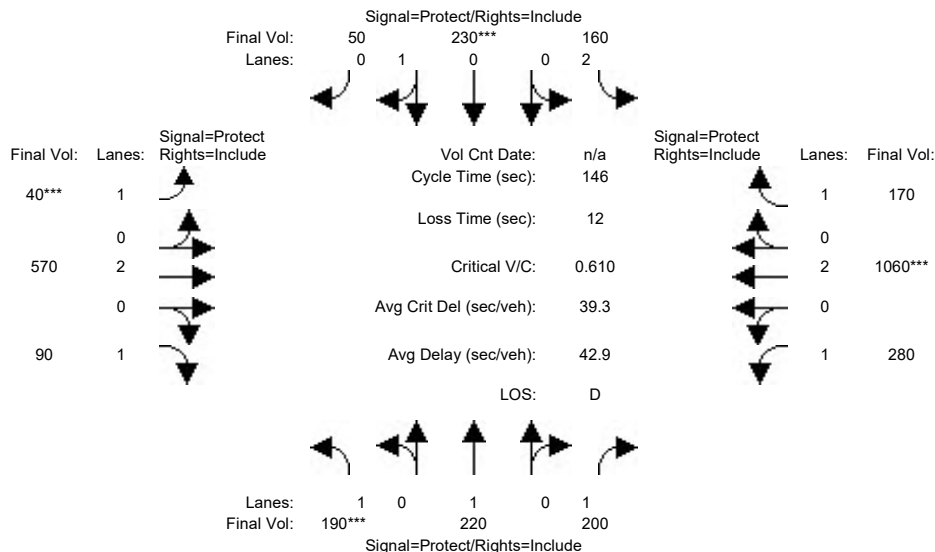 Signal=Protect/Rights=Include
Final Vol: 50 230*** 160
Lanes: 0 1 0 0 2
Signal=Protect
Final Vol: Lanes: Rights=Include
Vol Cnt Date: n/a
Signal=Protect
Rights=Include Lanes: Final Vol:
40*** 1
Cycle Time (sec): 146
1 170
0
Loss Time (sec): 12
0
570 2
Critical V/C: 0.610
2 1060***
0
Avg Crit Del (sec/veh): 39.3
0
90 1
Avg Delay (sec/veh): 42.9
1 280
LOS: D
Lanes: 1 0 1 0 1
Final Vol: 190*** 220 200
Signal=Protect/Rights=Include